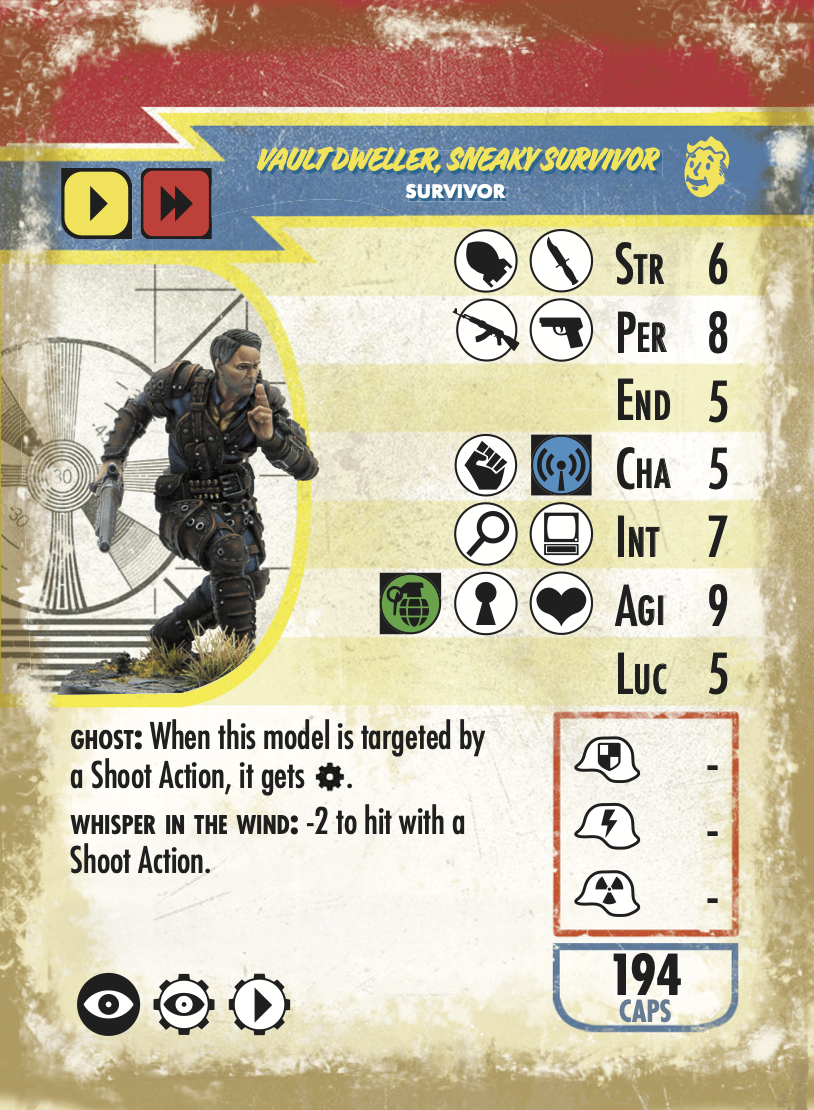 VAULT DWELLER, SNEAKY SURVIVOR
SURVIVOR
STR 6
PER 8
END 5
CHA 5
INT 7
AGI 9
LUC 5
30
-30
GHOST: When this model is targeted by
a Shoot Action, it gets .
WHISPER IN THE WIND: -2 to hit with a
Shoot Action.
-
-
-
194
CAPS